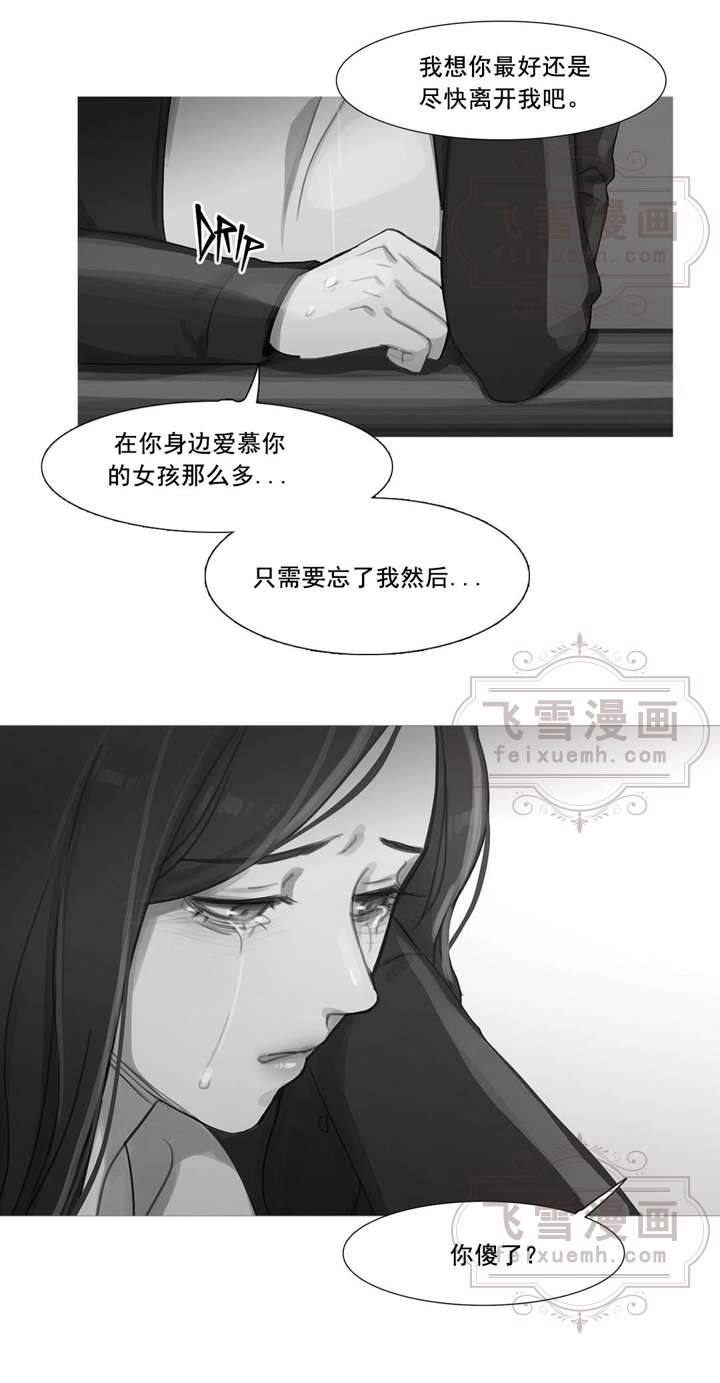 我想你最好还是
尽快离开我吧。
飞雪漫画
feixuemh.com
DRIP
在你身边爱慕你
的女孩那么多...
只需要忘了我然后...
飞雪漫画
feixuemh.com
飞雪漫画
feixuemh.com
你傻了?